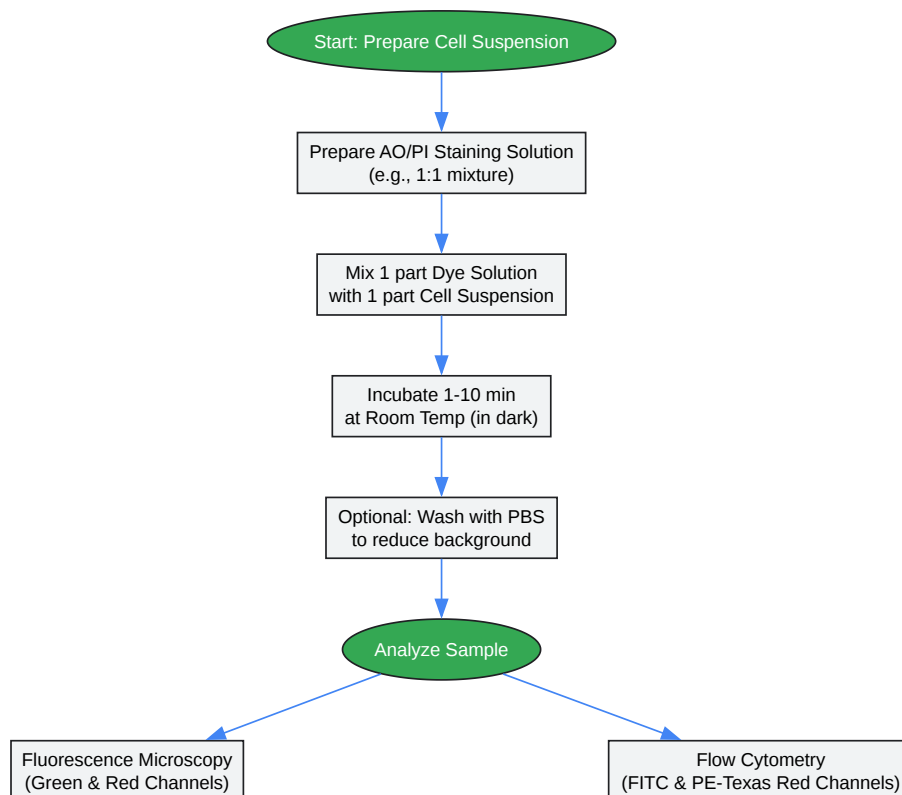 Start: Prepare Cell Suspension
Prepare AO/PI Staining Solution
(e.g., 1:1 mixture)
Mix 1 part Dye Solution
with 1 part Cell Suspension
Incubate 1-10 min
at Room Temp (in dark)
Optional: Wash with PBS
to reduce background
Analyze Sample
Fluorescence Microscopy
(Green & Red Channels)
Flow Cytometry
(FITC & PE-Texas Red Channels)